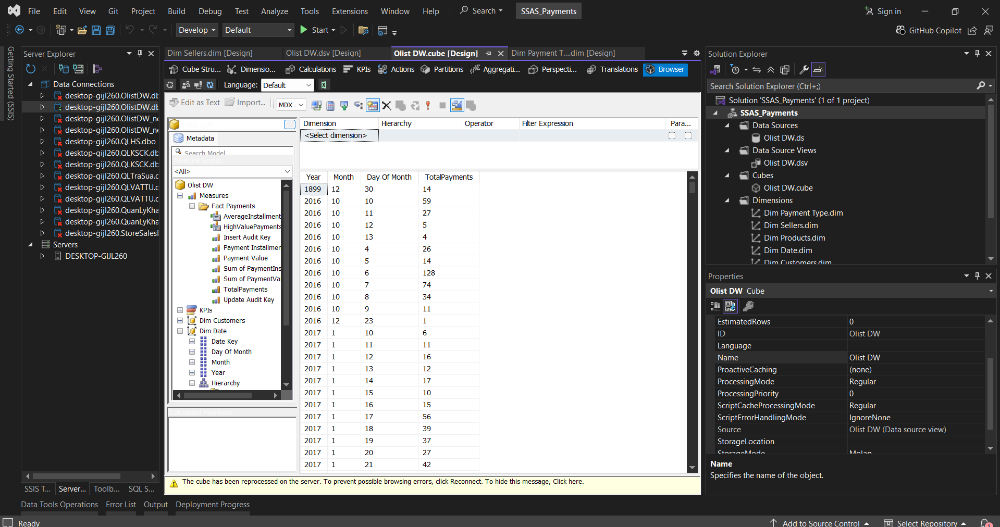 File Edit View Git Project Build Debug Test Analyze Tools Extensions Window Help Search SSAS_Payments Sign in
Develop Default Start GitHub Copilot
Getting Started (SSIS)
Server Explorer
Data Connections
desktop-gijl260.OlistDW.db
desktop-gijl260.OlistDW.db
desktop-gijl260.OlistDW_ne
desktop-gijl260.OlistDW_ne
desktop-gijl260.QLHS.dbo
desktop-gijl260.QLKSCK.db
desktop-gijl260.QLKSCK.db
desktop-gijl260.QLTraSua.c
desktop-gijl260.QLVATTU.c
desktop-gijl260.QLVATTU.c
desktop-gijl260.QuanLyKha
desktop-gijl260.QuanLyKha
desktop-gijl260.StoreSalesI
Servers
DESKTOP-GIJL260
SSIS T... Server... Toolb... SQL S...
Dim Sellers.dim [Design] Olist DW.dsv [Design] Olist DW.cube [Design] Dim Payment T....dim [Design]
Cube Stru... Dimensio... Calculations KPIs Actions Partitions Aggregati... Perspecti... Translations Browser
Language: Default
Edit as Text Import... MDX
Metadata
Search Model
Measure Group:
<All>
Olist DW
Measures
Fact Payments
AverageInstallment
HighValuePayments
Insert Audit Key
Payment Installmer
Payment Value
Sum of PaymentIns
Sum of PaymentVa
TotalPayments
Update Audit Key
KPIs
Dim Customers
Dim Date
Date Key
Day Of Month
Month
Year
Hierarchy
Calculated Members
Dimension Hierarchy Operator Filter Expression Para...
<Select dimension>
Year Month Day Of Month TotalPayments
1899 12 30 14
2016 10 10 59
2016 10 11 27
2016 10 12 5
2016 10 13 4
2016 10 4 26
2016 10 5 14
2016 10 6 128
2016 10 7 74
2016 10 8 34
2016 10 9 11
2016 12 23 1
2017 1 10 6
2017 1 11 11
2017 1 12 16
2017 1 13 12
2017 1 14 17
2017 1 15 10
2017 1 16 15
2017 1 17 56
2017 1 18 39
2017 1 19 37
2017 1 20 27
2017 1 21 42
The cube has been reprocessed on the server. To prevent possible browsing errors, click Reconnect. To hide this message, Click here.
Solution Explorer
Search Solution Explorer (Ctrl+;)
Solution 'SSAS_Payments' (1 of 1 project)
SSAS_Payments
Data Sources
Olist DW.ds
Data Source Views
Olist DW.dsv
Cubes
Olist DW.cube
Dimensions
Dim Payment Type.dim
Dim Sellers.dim
Dim Products.dim
Dim Date.dim
Dim Customers.dim
Properties
Olist DW Cube
EstimatedRows 0
ID Olist DW
Language
Name Olist DW
ProactiveCaching (none)
ProcessingMode Regular
ProcessingPriority 0
ScriptCacheProcessingMode Regular
ScriptErrorHandlingMode IgnoreNone
Source Olist DW (Data source view)
StorageLocation
StorageMode Molap
Name
Specifies the name of the object.
Data Tools Operations Error List Output Deployment Progress
Ready Add to Source Control Select Repository 1